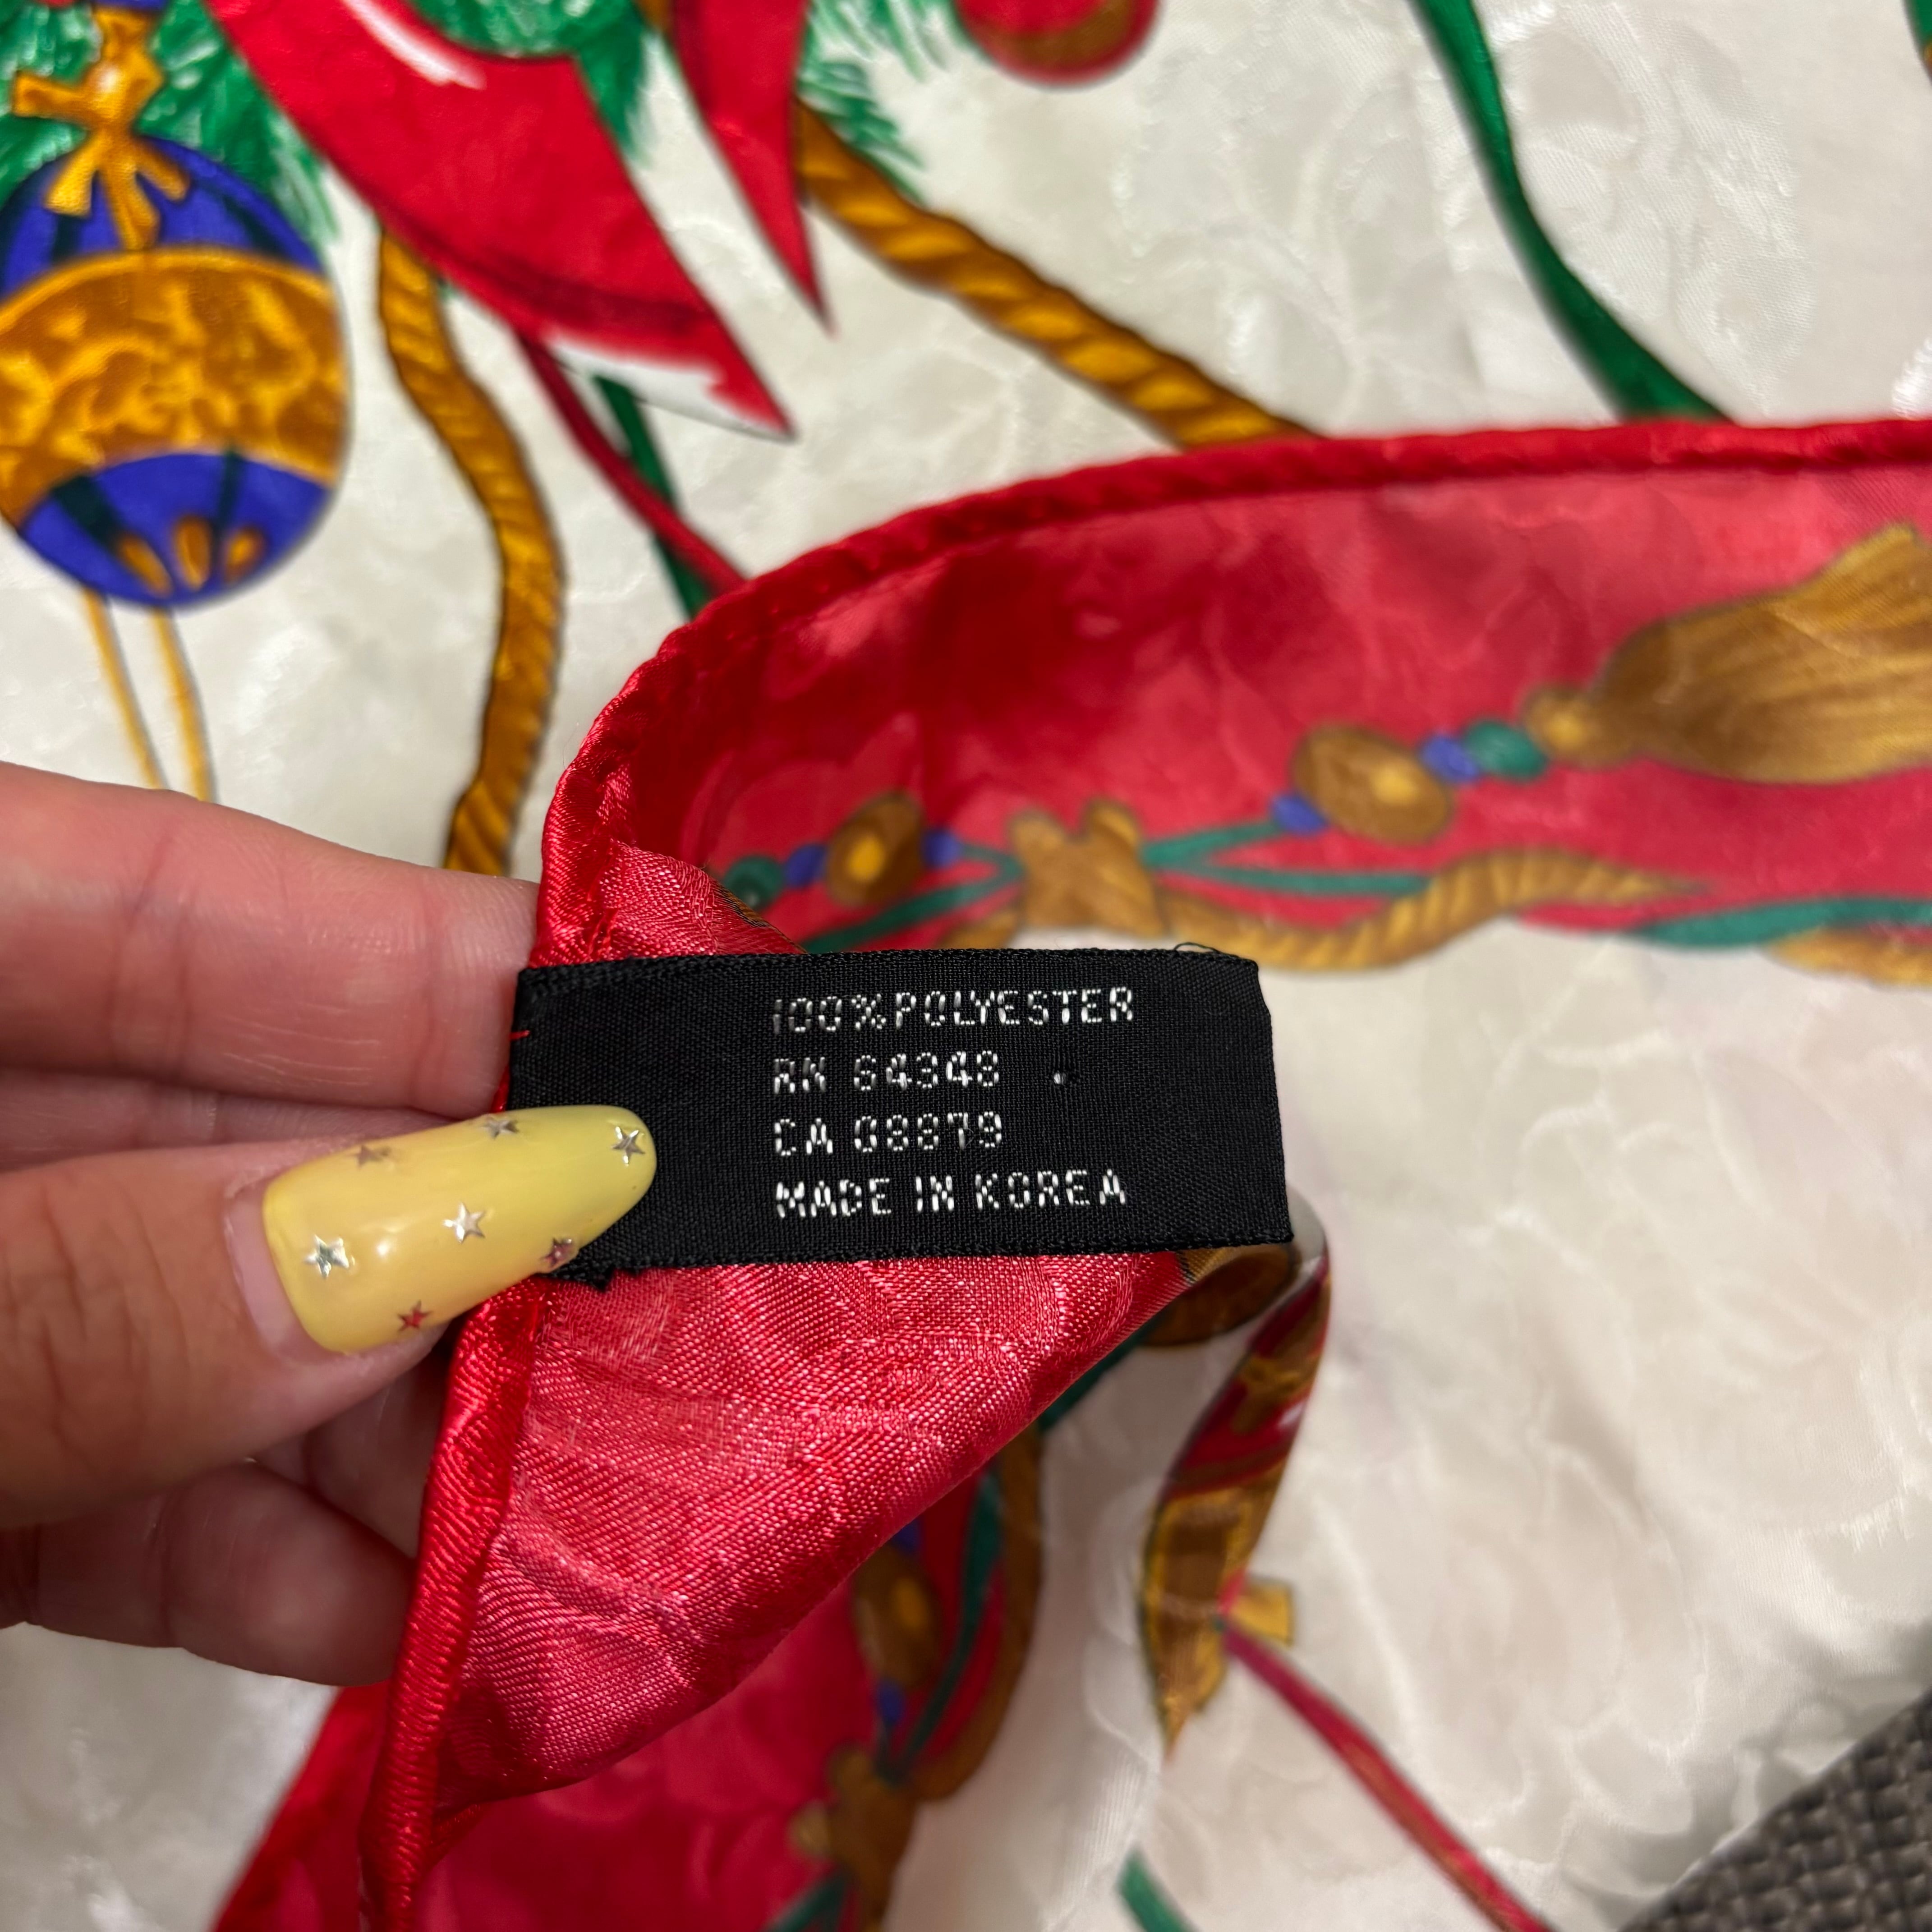 100% POLYESTER
RN 64348
CA 08879
MADE IN KOREA